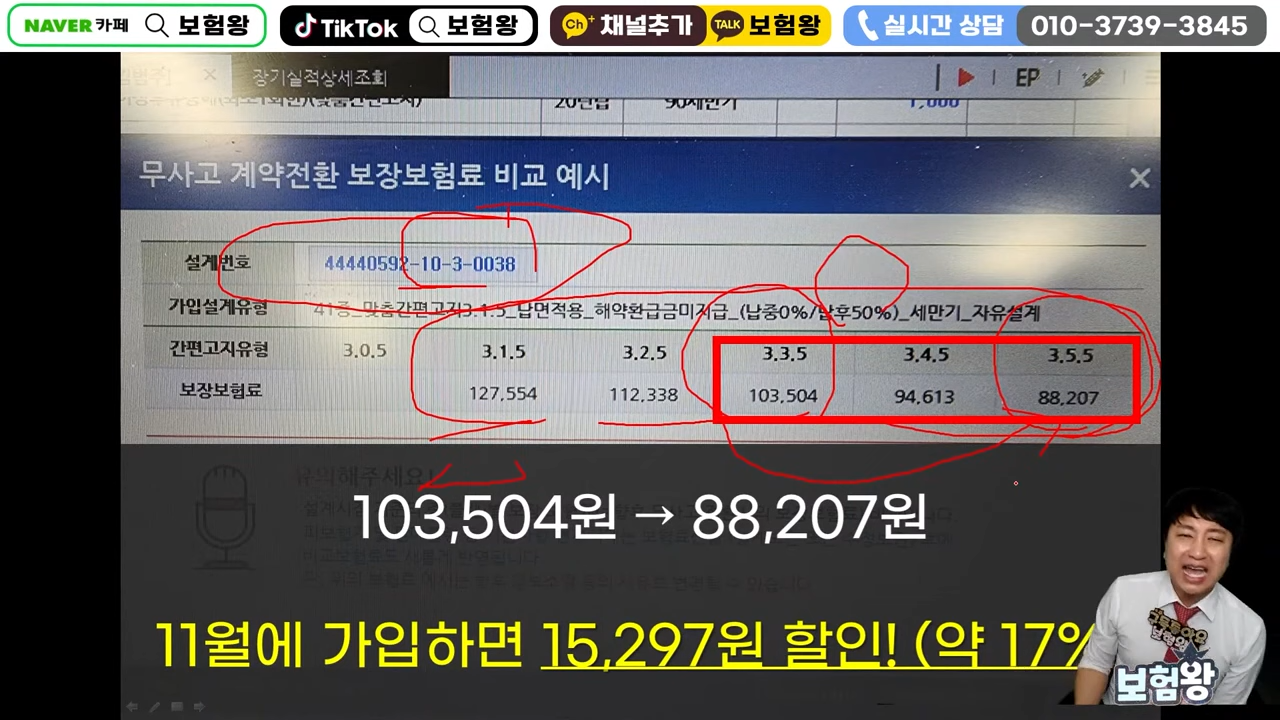 NAVER 카페 보험왕 TikTok 보험왕 Ch+ 채널추가 TALK 보험왕 실시간 상담 010-3739-3845
장기실적상세조회 EP
20년납 90세만기 1,000
무사고 계약전환 보장보험료 비교 예시
설계번호 44440592-10-3-0038
가입설계유형 41종_맞춤간편고지3.1.5_납면적용_해약환급금미지급_(납중0%/납후50%)_세만기_자유설계
간편고지유형 3.0.5 3.1.5 3.2.5 3.3.5 3.4.5 3.5.5
보장보험료 127,554 112,338 103,504 94,613 88,207
유의해주세요!
103,504원 → 88,207원
11월에 가입하면 15,297원 할인! (약 17%
보험왕